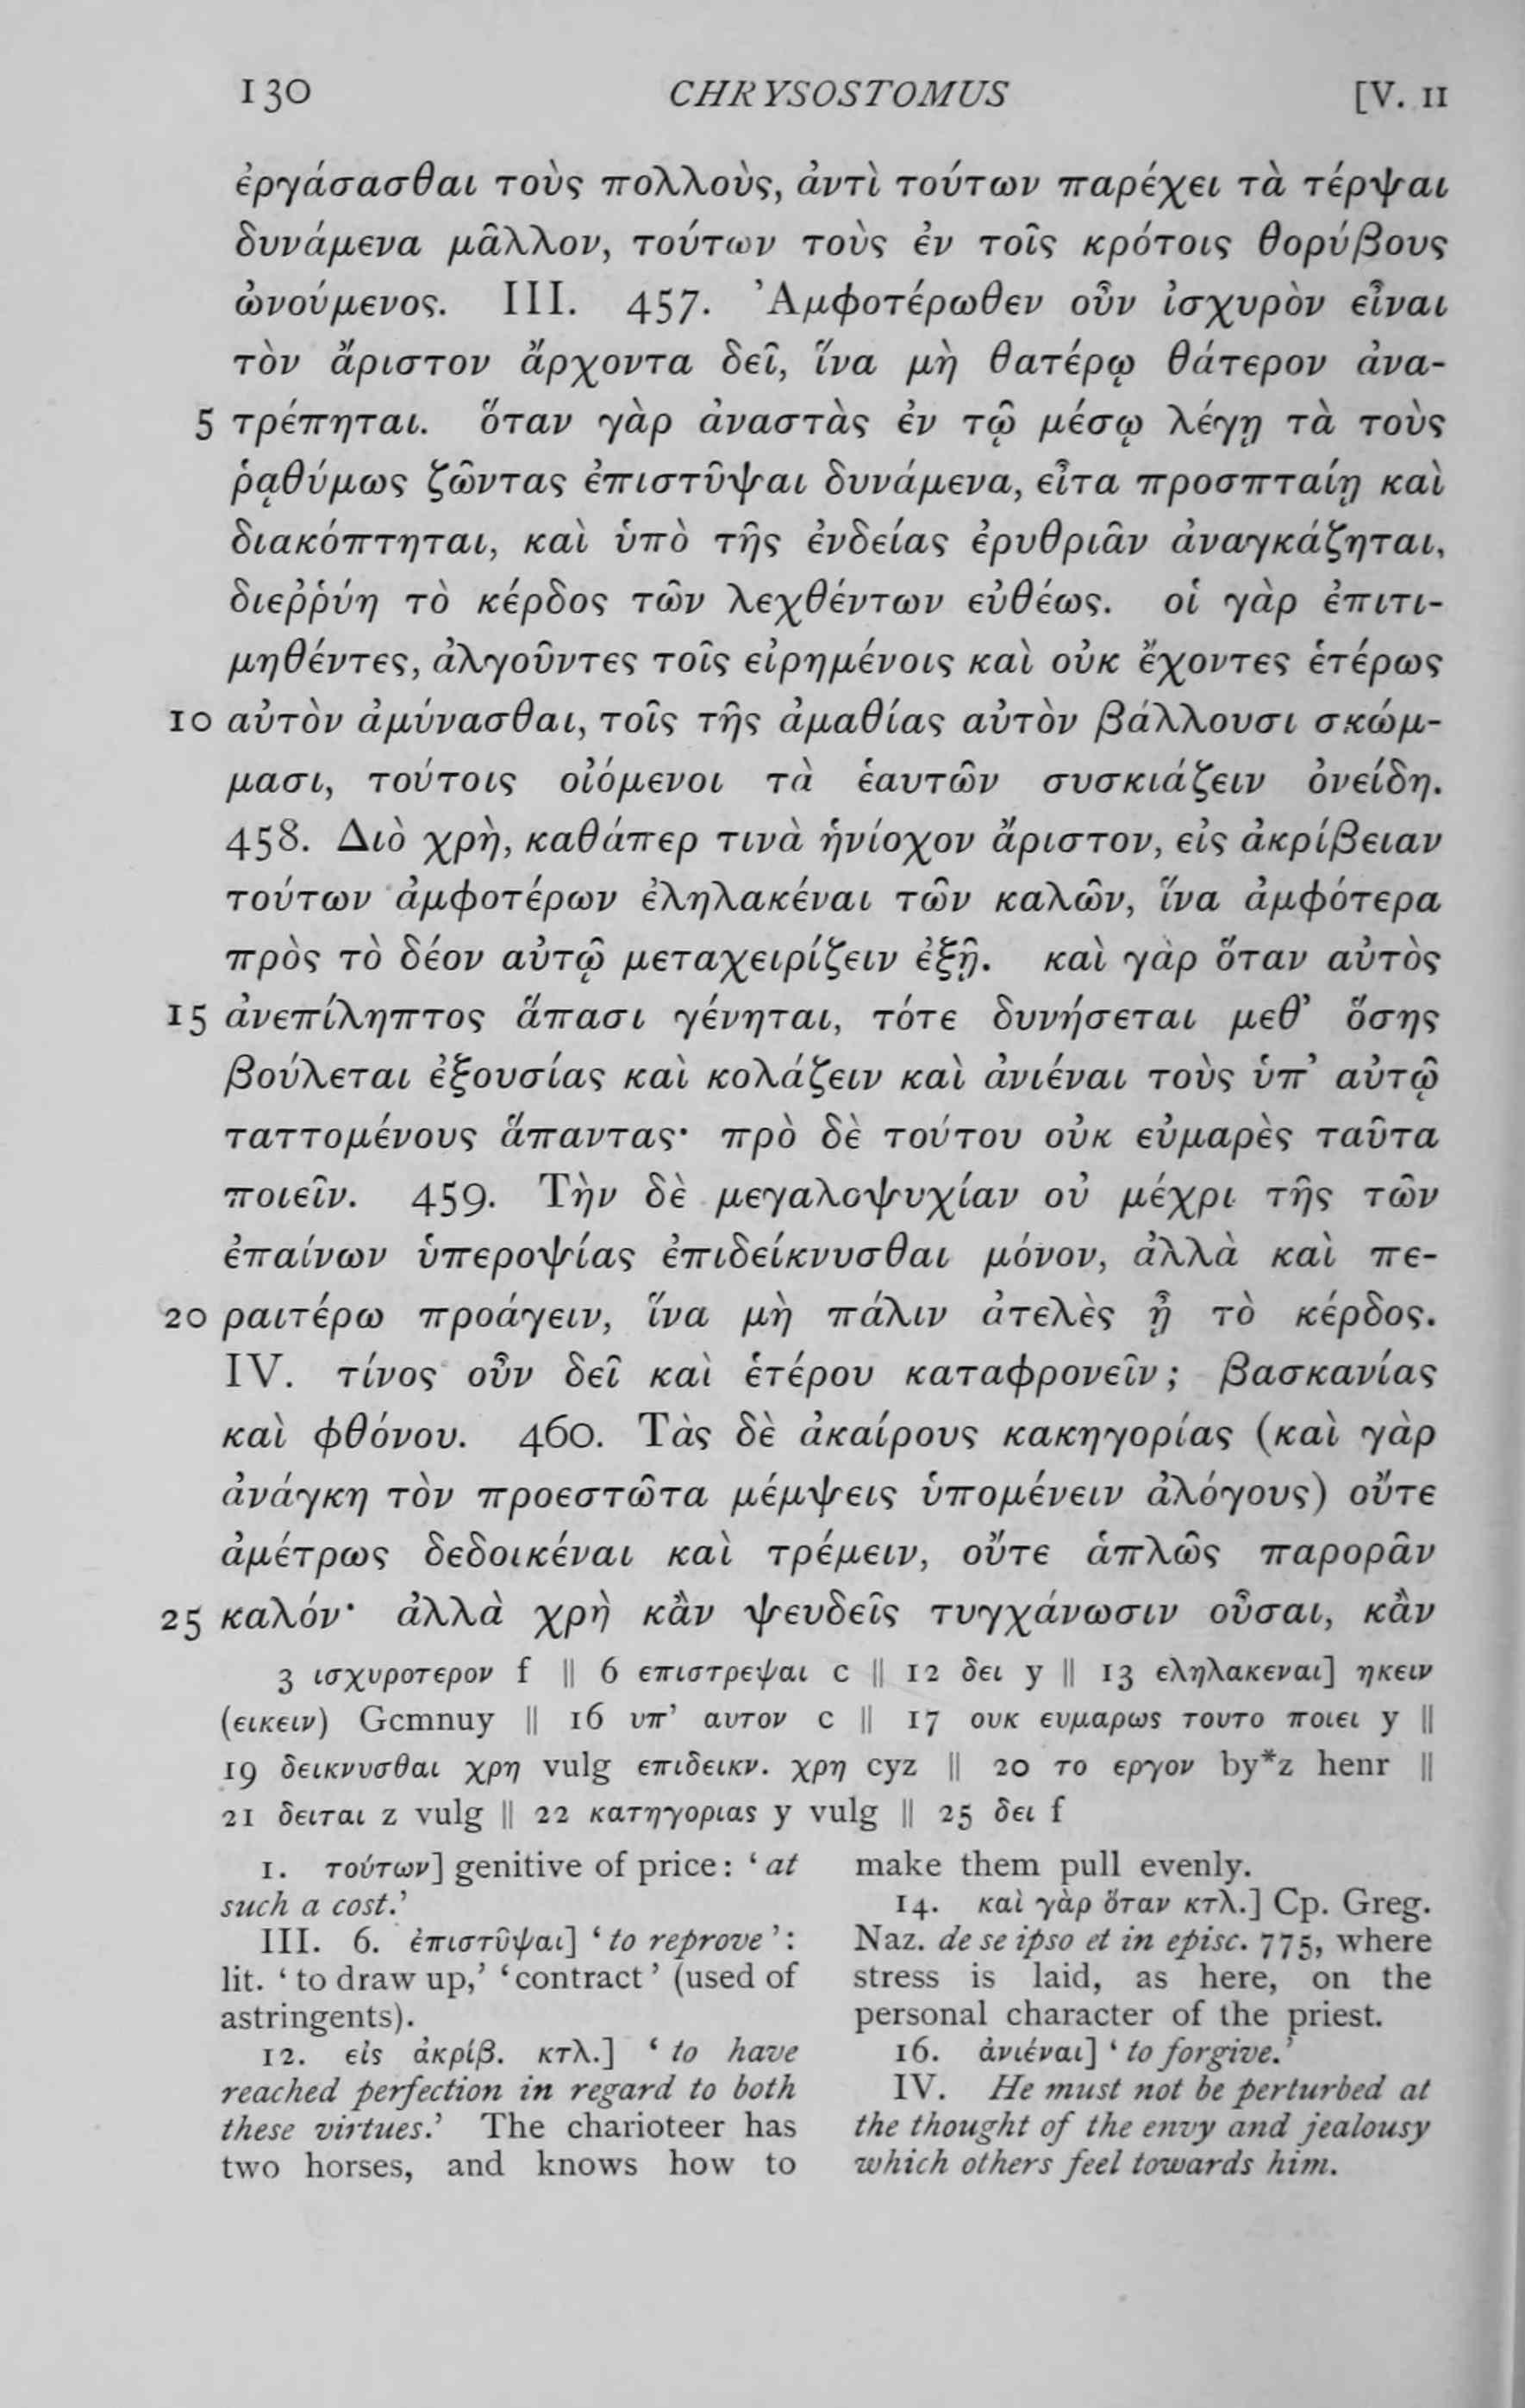 130 CHRYSOSTOMUS [V. II
ἐργάσασθαι τοὺς πολλοὺς, ἀντὶ τούτων παρέχει τὰ τέρψαι
δυνάμενα μᾶλλον, τούτων τοὺς ἐν τοῖς κρότοις θορύβους
ὠνούμενος. III. 457. Ἀμφοτέρωθεν οὖν ἰσχυρὸν εἶναι
τὸν ἄριστον ἄρχοντα δεῖ, ἵνα μὴ θατέρῳ θάτερον ἀνα-
5 τρέπηται. ὅταν γὰρ ἀναστὰς ἐν τῷ μέσῳ λέγῃ τὰ τοὺς
ῥᾳθύμως ζῶντας ἐπιστῦψαι δυνάμενα, εἶτα προσπταίῃ καὶ
διακόπτηται, καὶ ὑπὸ τῆς ἐνδείας ἐρυθριᾶν ἀναγκάζηται,
διεῤῥύη τὸ κέρδος τῶν λεχθέντων εὐθέως. οἱ γὰρ ἐπιτι-
μηθέντες, ἀλγοῦντες τοῖς εἰρημένοις καὶ οὐκ ἔχοντες ἑτέρως
10 αὐτὸν ἀμύνασθαι, τοῖς τῆς ἀμαθίας αὐτὸν βάλλουσι σκώμ-
μασι, τούτοις οἰόμενοι τὰ ἑαυτῶν συσκιάζειν ὀνείδη.
458. Διὸ χρὴ, καθάπερ τινὰ ἡνίοχον ἄριστον, εἰς ἀκρίβειαν
τούτων ἀμφοτέρων ἐληλακέναι τῶν καλῶν, ἵνα ἀμφότερα
πρὸς τὸ δέον αὐτῷ μεταχειρίζειν ἐξῇ. καὶ γὰρ ὅταν αὐτὸς
15 ἀνεπίληπτος ἅπασι γένηται, τότε δυνήσεται μεθ’ ὅσης
βούλεται ἐξουσίας καὶ κολάζειν καὶ ἀνιέναι τοὺς ὑπ’ αὐτῷ
ταττομένους ἅπαντας· πρὸ δὲ τούτου οὐκ εὐμαρὲς ταῦτα
ποιεῖν. 459. Τὴν δὲ μεγαλοψυχίαν οὐ μέχρι τῆς τῶν
ἐπαίνων ὑπεροψίας ἐπιδείκνυσθαι μόνον, ἀλλὰ καὶ πε-
20 ραιτέρω προάγειν, ἵνα μὴ πάλιν ἀτελὲς ᾖ τὸ κέρδος.
IV. τίνος οὖν δεῖ καὶ ἑτέρου καταφρονεῖν; βασκανίας
καὶ φθόνου. 460. Τὰς δὲ ἀκαίρους κακηγορίας (καὶ γὰρ
ἀνάγκη τὸν προεστῶτα μέμψεις ὑπομένειν ἀλόγους) οὔτε
ἀμέτρως δεδοικέναι καὶ τρέμειν, οὔτε ἁπλῶς παρορᾶν
25 καλόν· ἀλλὰ χρὴ κἂν ψευδεῖς τυγχάνωσιν οὖσαι, κἂν
3 ισχυροτερον f || 6 επιστρεψαι c || 12 δει y || 13 εληλακεναι] ηκειν
(εικειν) Gcmnuy || 16 υπ’ αυτον c || 17 ουκ ευμαρως τουτο ποιει y ||
19 δεικνυσθαι χρη vulg επιδεικν. χρη cyz || 20 το εργον by*z henr ||
21 δειται z vulg || 22 κατηγοριας y vulg || 25 δει f
1. τούτων] genitive of price: ‘at
such a cost.’
III. 6. ἐπιστῦψαι] ‘to reprove’:
lit. ‘to draw up,’ ‘contract’ (used of
astringents).
12. εἰς ἀκρίβ. κτλ.] ‘to have
reached perfection in regard to both
these virtues.’ The charioteer has
two horses, and knows how to
make them pull evenly.
14. καὶ γὰρ ὅταν κτλ.] Cp. Greg.
Naz. de se ipso et in episc. 775, where
stress is laid, as here, on the
personal character of the priest.
16. ἀνιέναι] ‘to forgive.’
IV. He must not be perturbed at
the thought of the envy and jealousy
which others feel towards him.